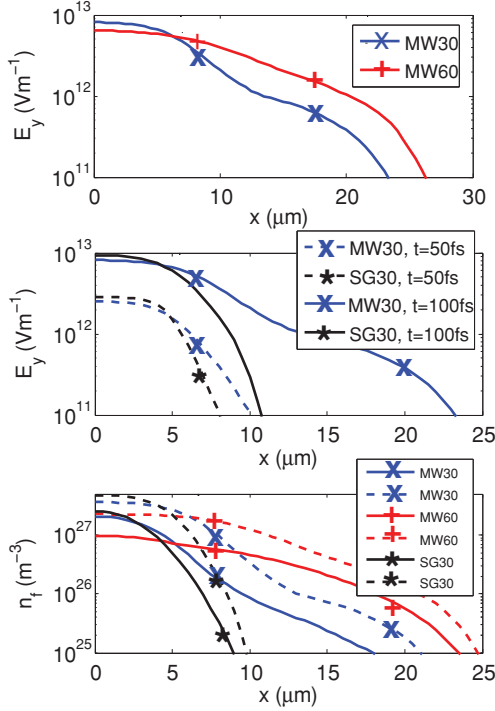 10^13
10^12
10^11
E_y (Vm^-1)
MW30
MW60
0 10 20 30
x (μm)
10^13
10^12
10^11
E_y (Vm^-1)
MW30, t=50fs
SG30, t=50fs
MW30, t=100fs
SG30, t=100fs
0 5 10 15 20 25
x (μm)
10^27
10^26
10^25
n_f (m^-3)
MW30
MW30
MW60
MW60
SG30
SG30
0 5 10 15 20 25
x (μm)